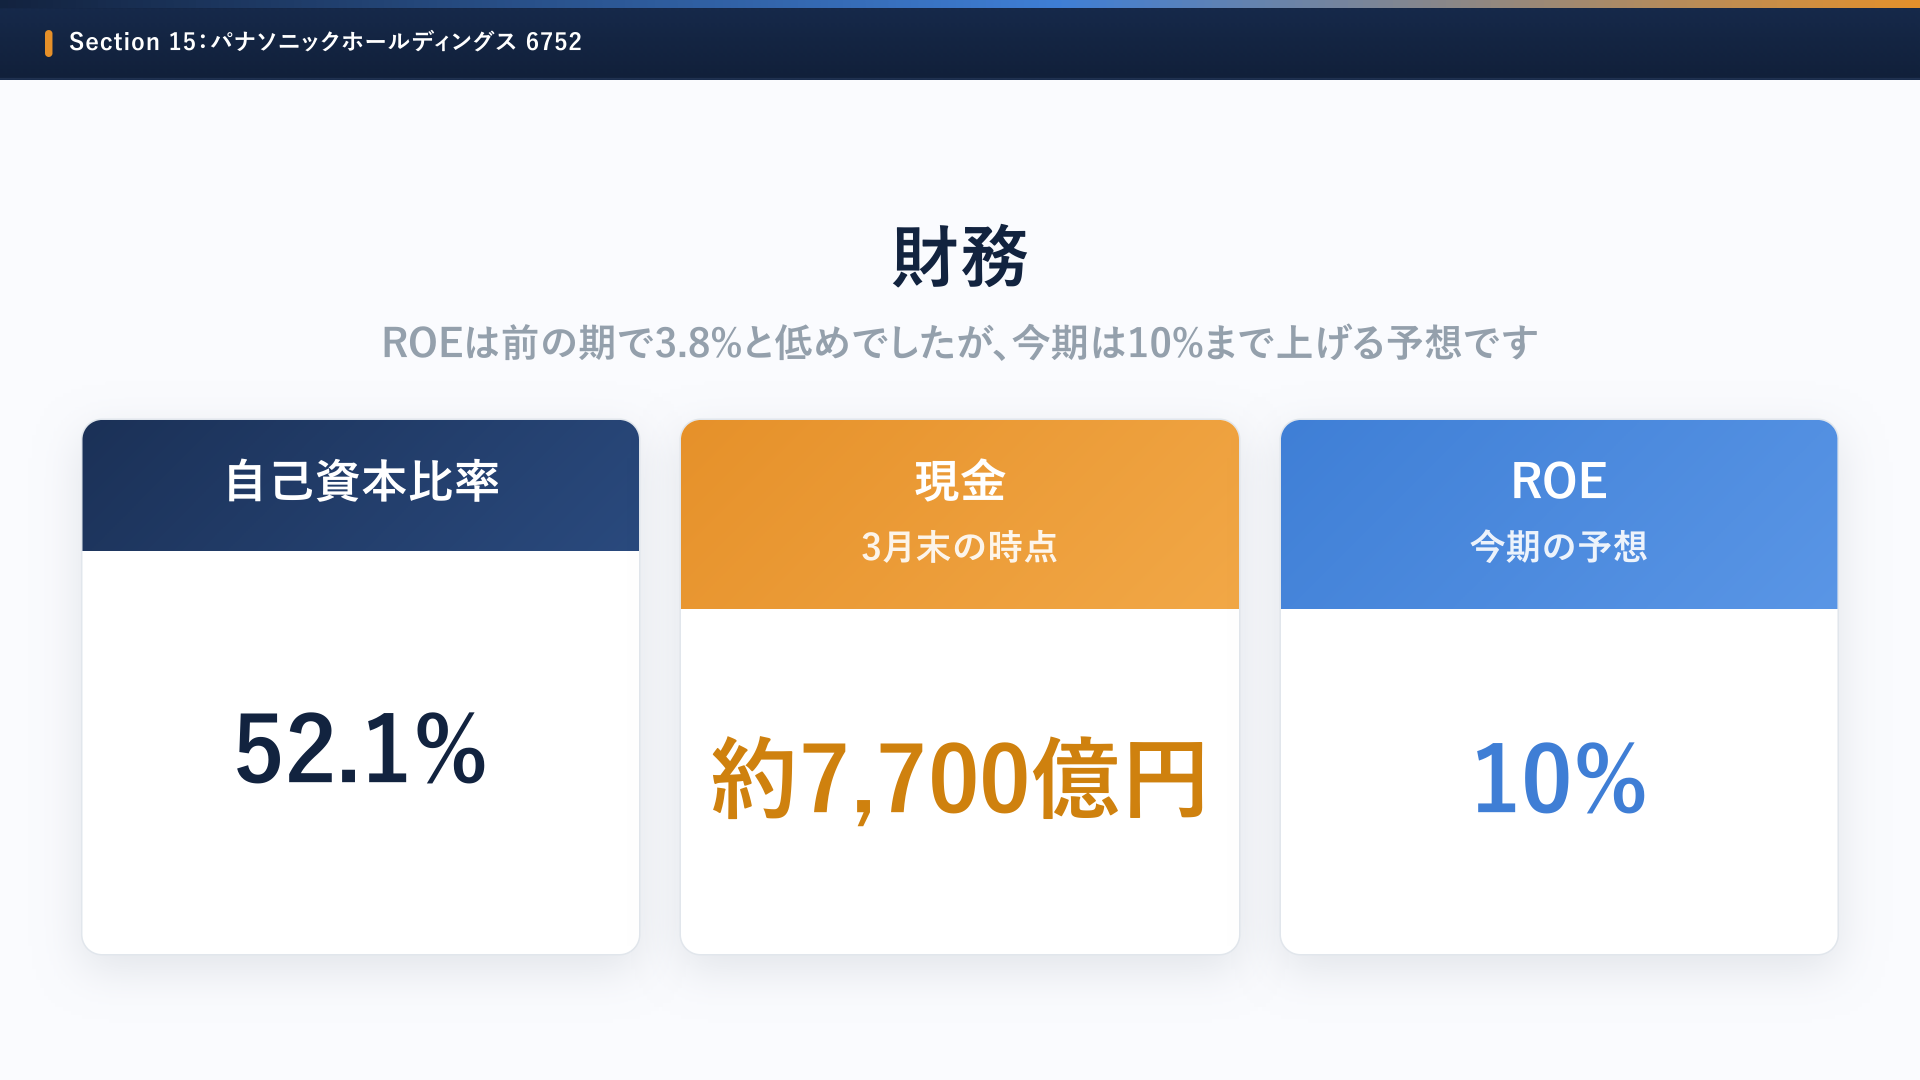 Section 15：パナソニックホールディングス 6752
財務
ROEは前の期で3.8%と低めでしたが、今期は10%まで上げる予想です
自己資本比率
52.1%
現金
3月末の時点
約7,700億円
ROE
今期の予想
10%